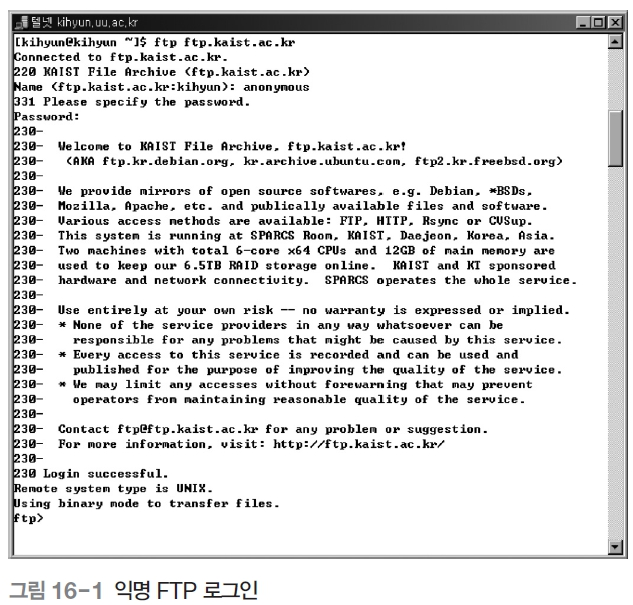 텔넷 kihyun.uu.ac.kr
[kihyun@kihyun ~]$ ftp ftp.kaist.ac.kr
Connected to ftp.kaist.ac.kr.
220 KAIST File Archive (ftp.kaist.ac.kr)
Name (ftp.kaist.ac.kr:kihyun): anonymous
331 Please specify the password.
Password:
230-
230-  Welcome to KAIST File Archive, ftp.kaist.ac.kr!
230-   (AKA ftp.kr.debian.org, kr.archive.ubuntu.com, ftp2.kr.freebsd.org)
230-
230-  We provide mirrors of open source softwares, e.g. Debian, *BSDs,
230-  Mozilla, Apache, etc. and publically available files and software.
230-  Various access methods are available: FTP, HTTP, Rsync or CVSup.
230-  This system is running at SPARCS Room, KAIST, Daejeon, Korea, Asia.
230-  Two machines with total 6-core x64 CPUs and 12GB of main memory are
230-  used to keep our 6.5TB RAID storage online.  KAIST and KT sponsored
230-  hardware and network connectivity.  SPARCS operates the whole service.
230-
230-  Use entirely at your own risk -- no warranty is expressed or implied.
230-  * None of the service providers in any way whatsoever can be
230-    responsible for any problems that might be caused by this service.
230-  * Every access to this service is recorded and can be used and
230-    published for the purpose of improving the quality of the service.
230-  * We may limit any accesses without forewarning that may prevent
230-    operators from maintaining reasonable quality of the service.
230-
230-  Contact ftp@ftp.kaist.ac.kr for any problem or suggestion.
230-  For more information, visit: http://ftp.kaist.ac.kr/
230-
230 Login successful.
Remote system type is UNIX.
Using binary mode to transfer files.
ftp>
그림 16-1 익명 FTP 로그인